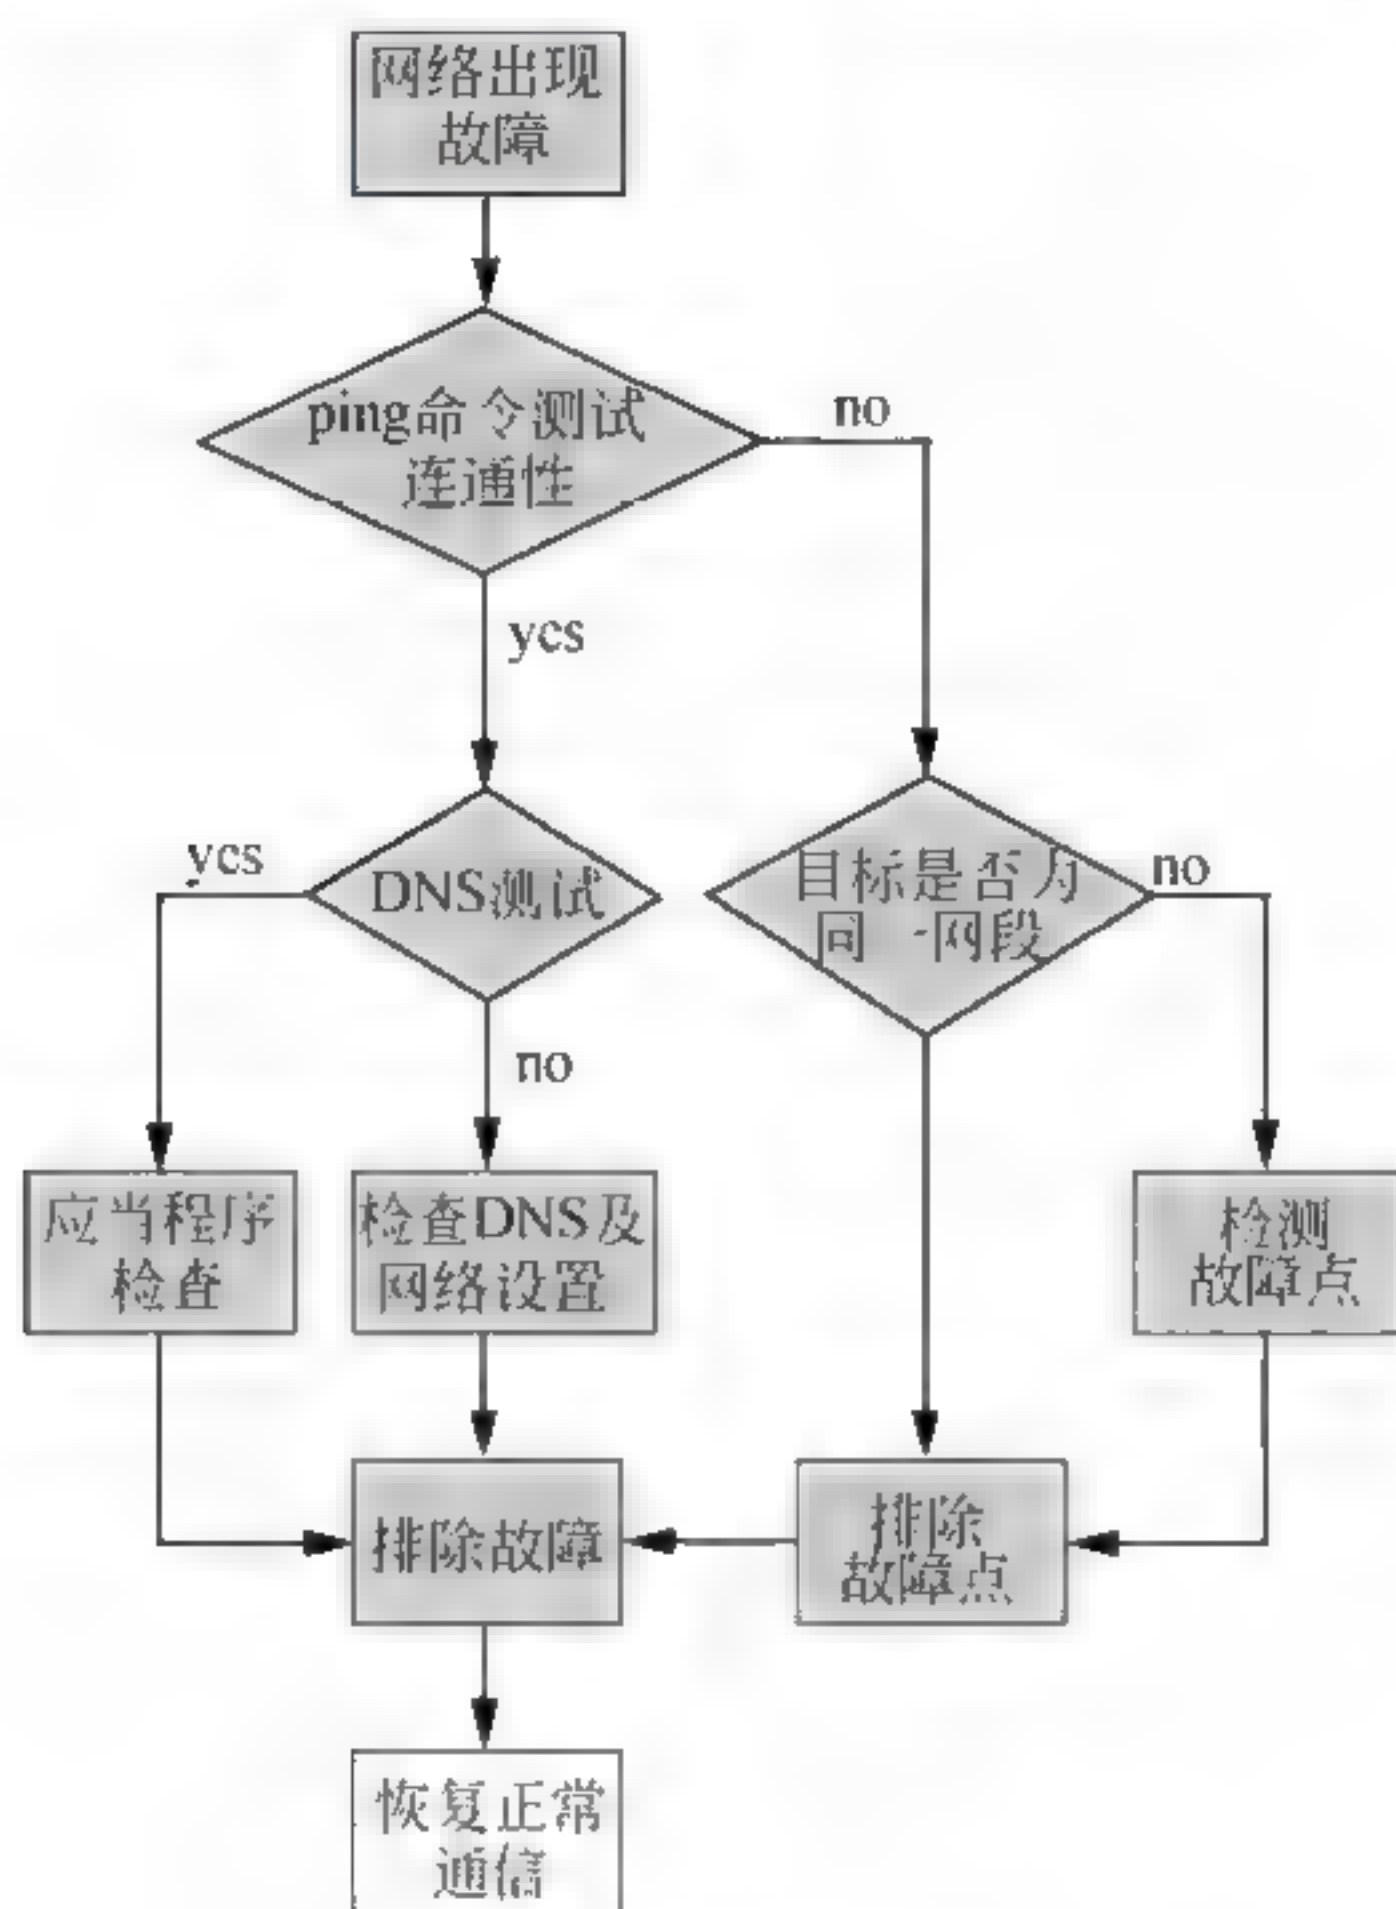 网络出现
故障
ping命令测试
连通性
no
yes
yes
DNS测试
目标是否为
同一网段
no
no
应当程序
检查
检查DNS及
网络设置
检测
故障点
排除故障
排除
故障点
恢复正常
通信